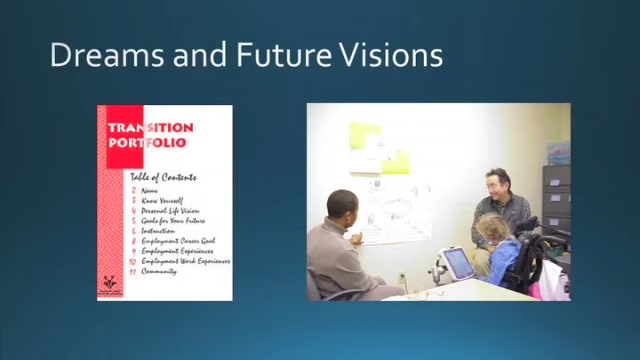 Dreams and Future Visions
TRANSITION
PORTFOLIO
Table of Contents
2 Name
3 Know Yourself
4 Personal Life Vision
5 Goals for Your Future
6 Instruction
8 Employment Career Goal
9 Employment Experiences
10 Employment Work Experiences
11 Community